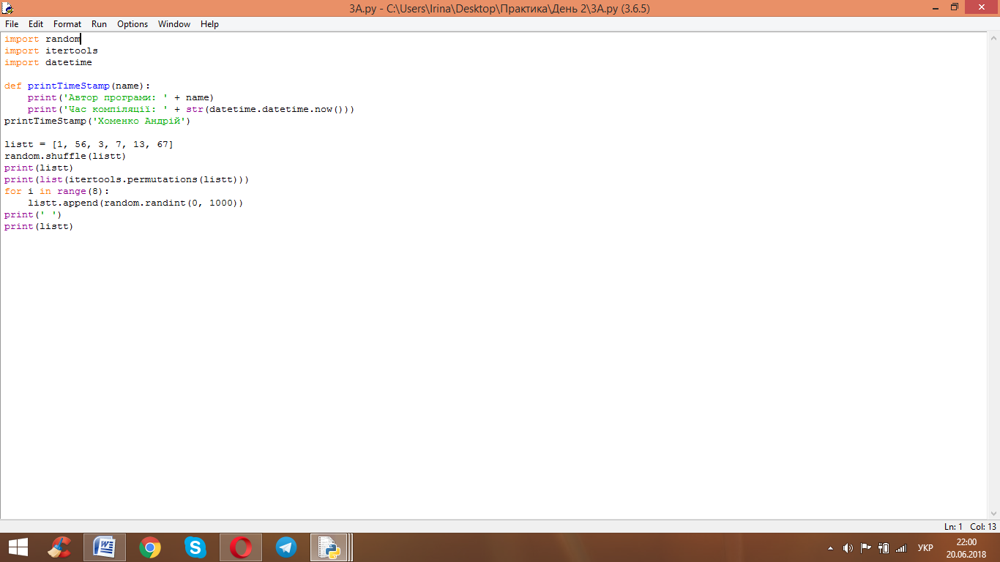 3A.py - C:\Users\Irina\Desktop\Практика\День 2\3A.py (3.6.5)
File Edit Format Run Options Window Help
import random
import itertools
import datetime
def printTimeStamp(name):
    print('Автор програми: ' + name)
    print('Час компіляції: ' + str(datetime.datetime.now()))
printTimeStamp('Хоменко Андрій')
listt = [1, 56, 3, 7, 13, 67]
random.shuffle(listt)
print(listt)
print(list(itertools.permutations(listt)))
for i in range(8):
    listt.append(random.randint(0, 1000))
print(' ')
print(listt)
Ln: 1 Col: 13
УКР
22:00
20.06.2018